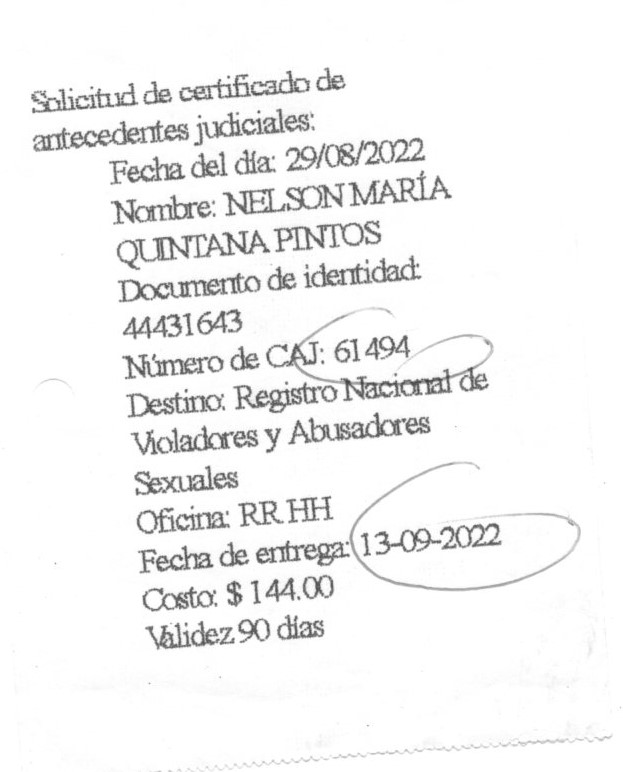 Solicitud de certificado de
antecedentes judiciales:
Fecha del día: 29/08/2022
Nombre: NELSON MARÍA
QUINTANA PINTOS
Documento de identidad:
44431643
Número de CAJ: 61494
Destino: Registro Nacional de
Violadores y Abusadores
Sexuales
Oficina: RR.HH
Fecha de entrega: 13-09-2022
Costo: $ 144.00
Validez 90 días